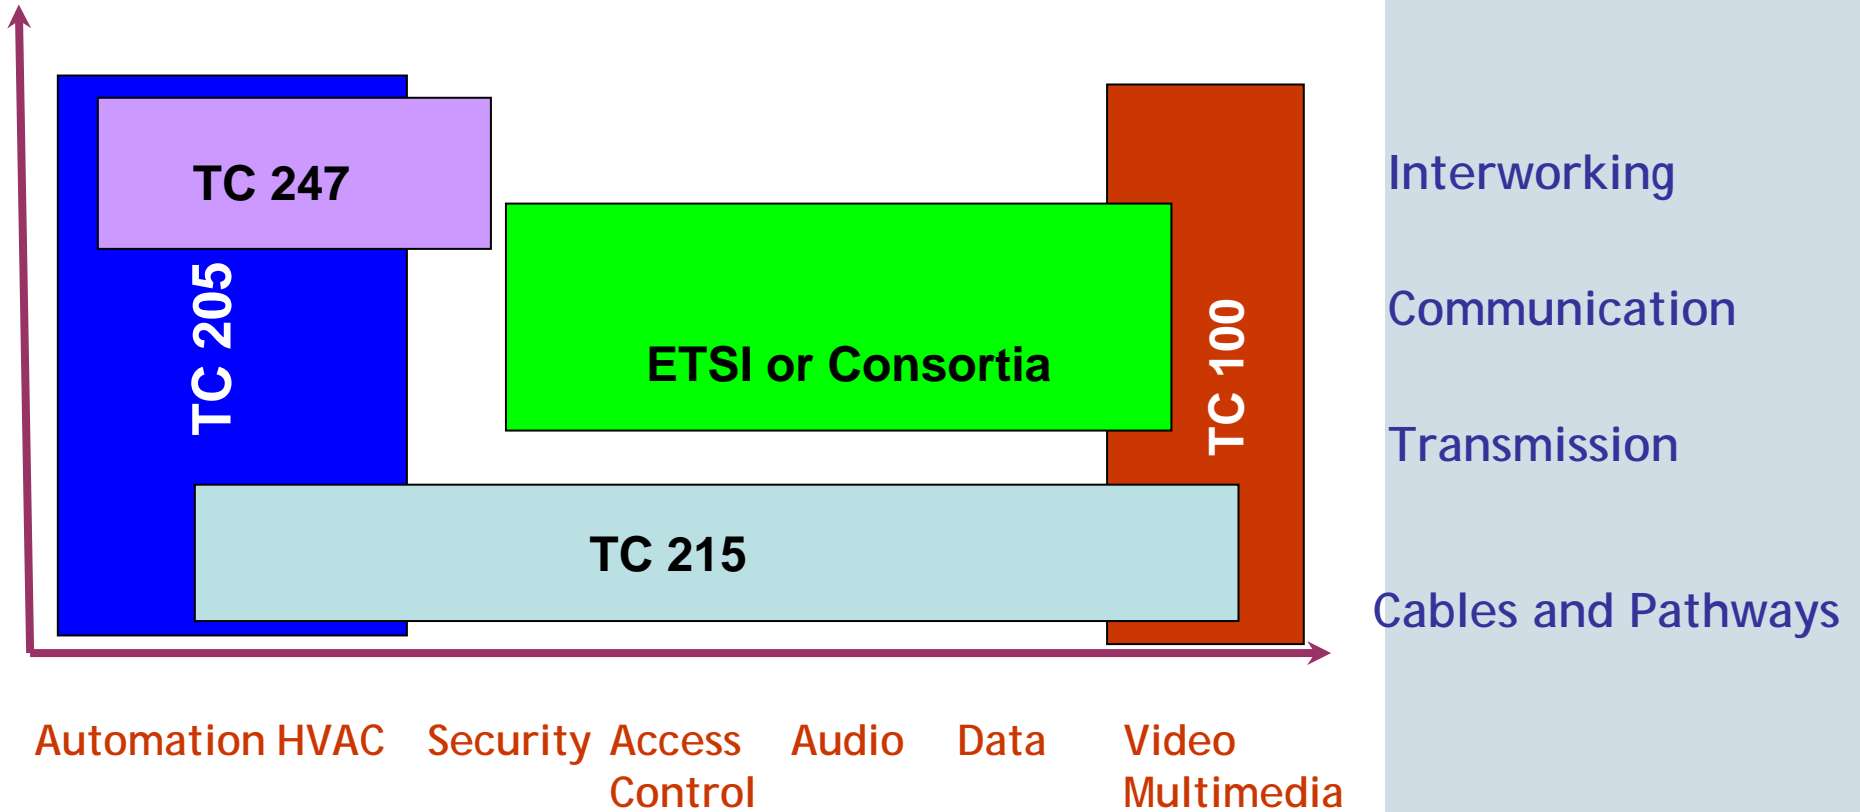 TC 247
Interworking
TC 205
Communication
ETSI or Consortia
TC 100
Transmission
TC 215
Cables and Pathways
Automation HVAC Security Access Audio Data Video
Control Multimedia